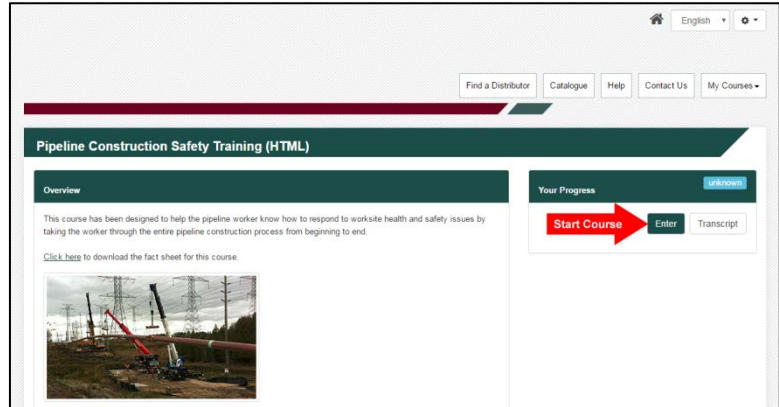 English
Find a Distributor Catalogue Help Contact Us My Courses
Pipeline Construction Safety Training (HTML)
Overview
This course has been designed to help the pipeline worker know how to respond to worksite health and safety issues by
taking the worker through the entire pipeline construction process from beginning to end.
Click here to download the fact sheet for this course.
Your Progress unknown
Start Course Enter Transcript